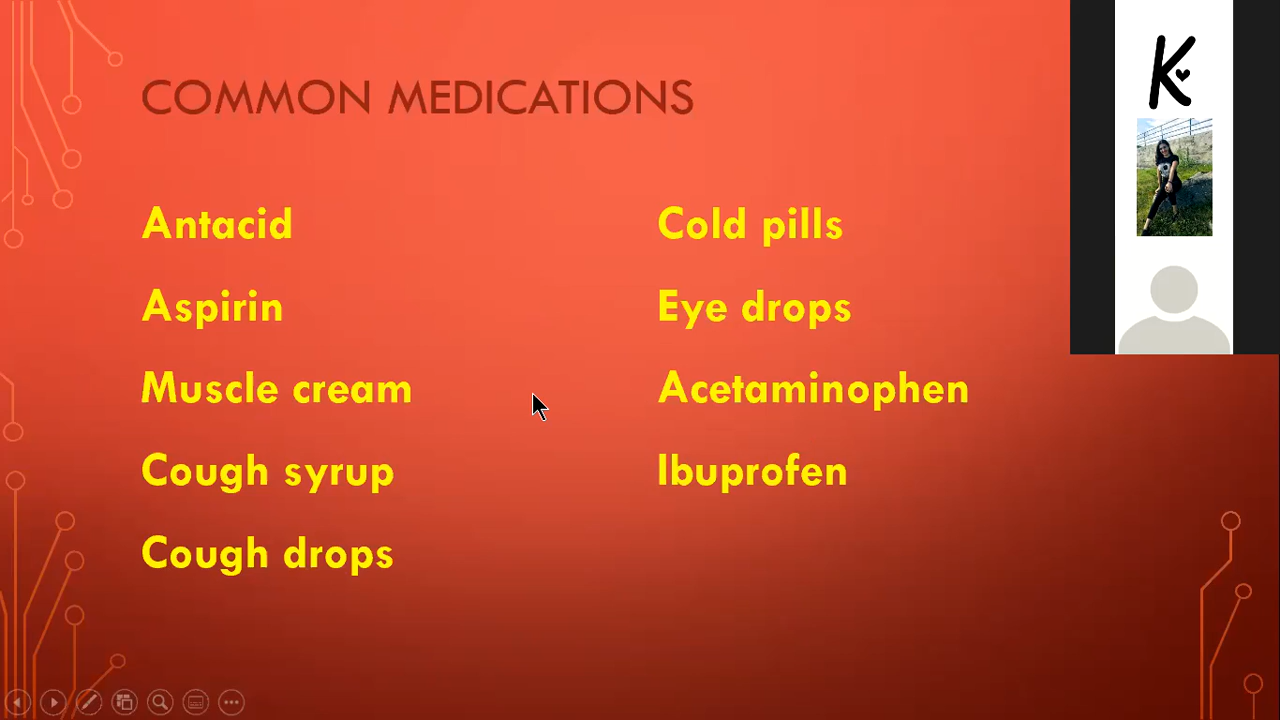 COMMON MEDICATIONS
Antacid
Aspirin
Muscle cream
Cough syrup
Cough drops
Cold pills
Eye drops
Acetaminophen
Ibuprofen
K